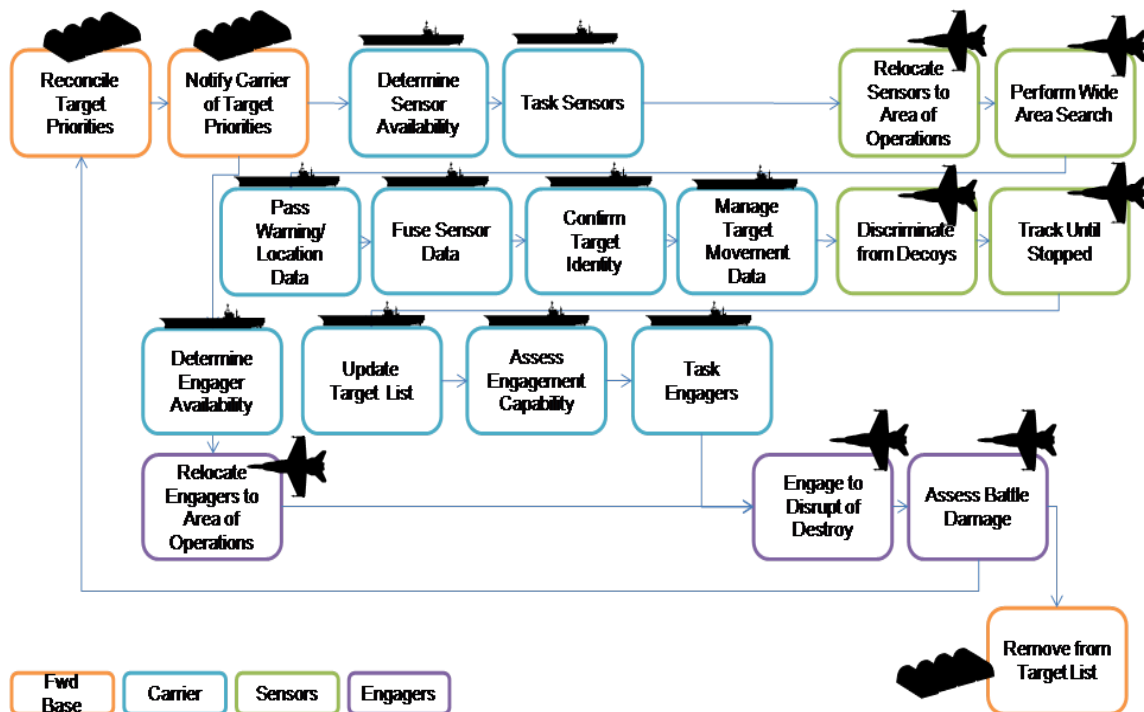 Reconcile
Target
Priorities
Notify Carrier
of Target
Priorities
Determine
Sensor
Availability
Task Sensors
Relocate
Sensors to
Area of
Operations
Perform Wide
Area Search
Pass
Warning/
Location
Data
Fuse Sensor
Data
Confirm
Target
Identity
Manage
Target
Movement
Data
Discriminate
from Decoys
Track Until
Stopped
Determine
Engager
Availability
Update
Target List
Assess
Engagement
Capability
Task
Engagers
Relocate
Engagers to
Area of
Operations
Engage to
Disrupt of
Destroy
Assess Battle
Damage
Remove from
Target List
Fwd
Base
Carrier
Sensors
Engagers